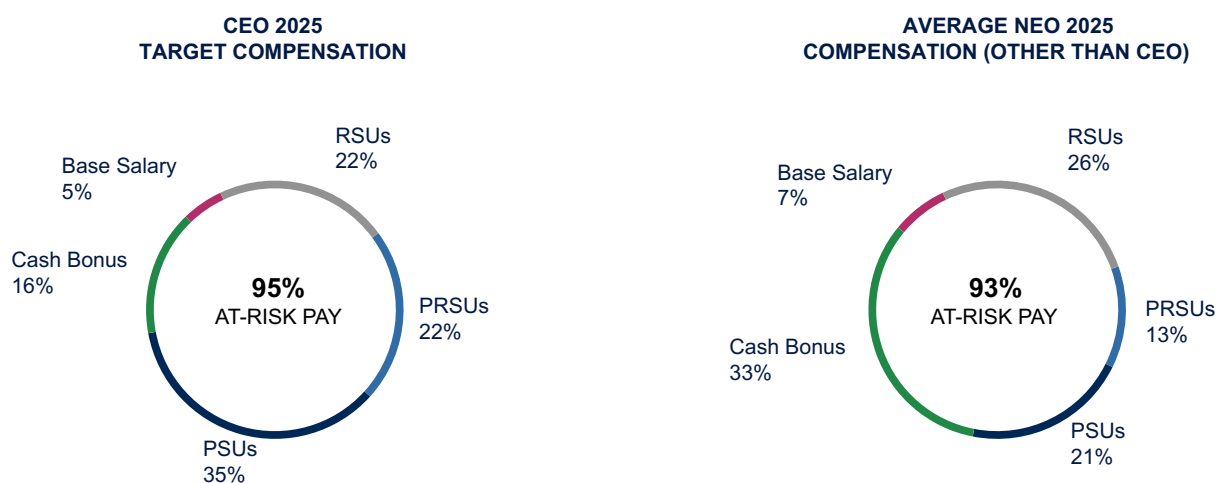 CEO 2025
TARGET COMPENSATION
RSUs
22%
Base Salary
5%
Cash Bonus
16%
95%
AT-RISK PAY
PRSUs
22%
PSUs
35%
AVERAGE NEO 2025
COMPENSATION (OTHER THAN CEO)
RSUs
26%
Base Salary
7%
93%
AT-RISK PAY
PRSUs
13%
Cash Bonus
33%
PSUs
21%